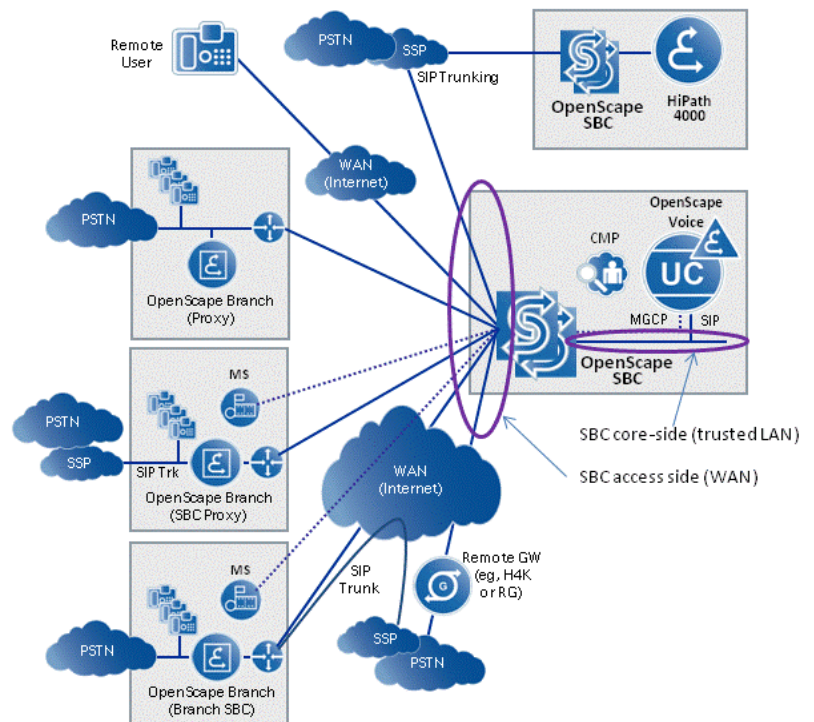 Remote
User
PSTN
SSP
SIP Trunking
OpenScape
SBC
HiPath
4000
WAN
(Internet)
PSTN
OpenScape Branch
(Proxy)
OpenScape
Voice
CMP
UC
MGCP
SIP
OpenScape
SBC
MS
PSTN
SSP
SIP Trk
OpenScape Branch
(SBC Proxy)
SBC core-side (trusted LAN)
SBC access side (WAN)
WAN
(Internet)
MS
SIP
Trunk
Remote GW
(eg, H4K
or RG)
G
PSTN
SSP
PSTN
OpenScape Branch
(Branch SBC)